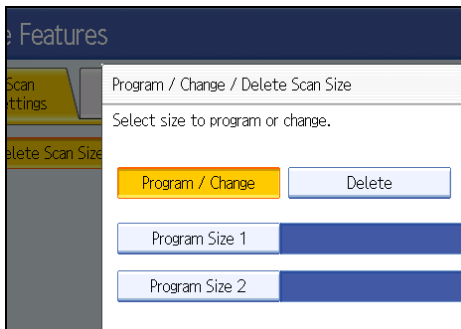 e Features
Scan
ettings
Program / Change / Delete Scan Size
Select size to program or change.
elete Scan Size
Program / Change
Delete
Program Size 1
Program Size 2